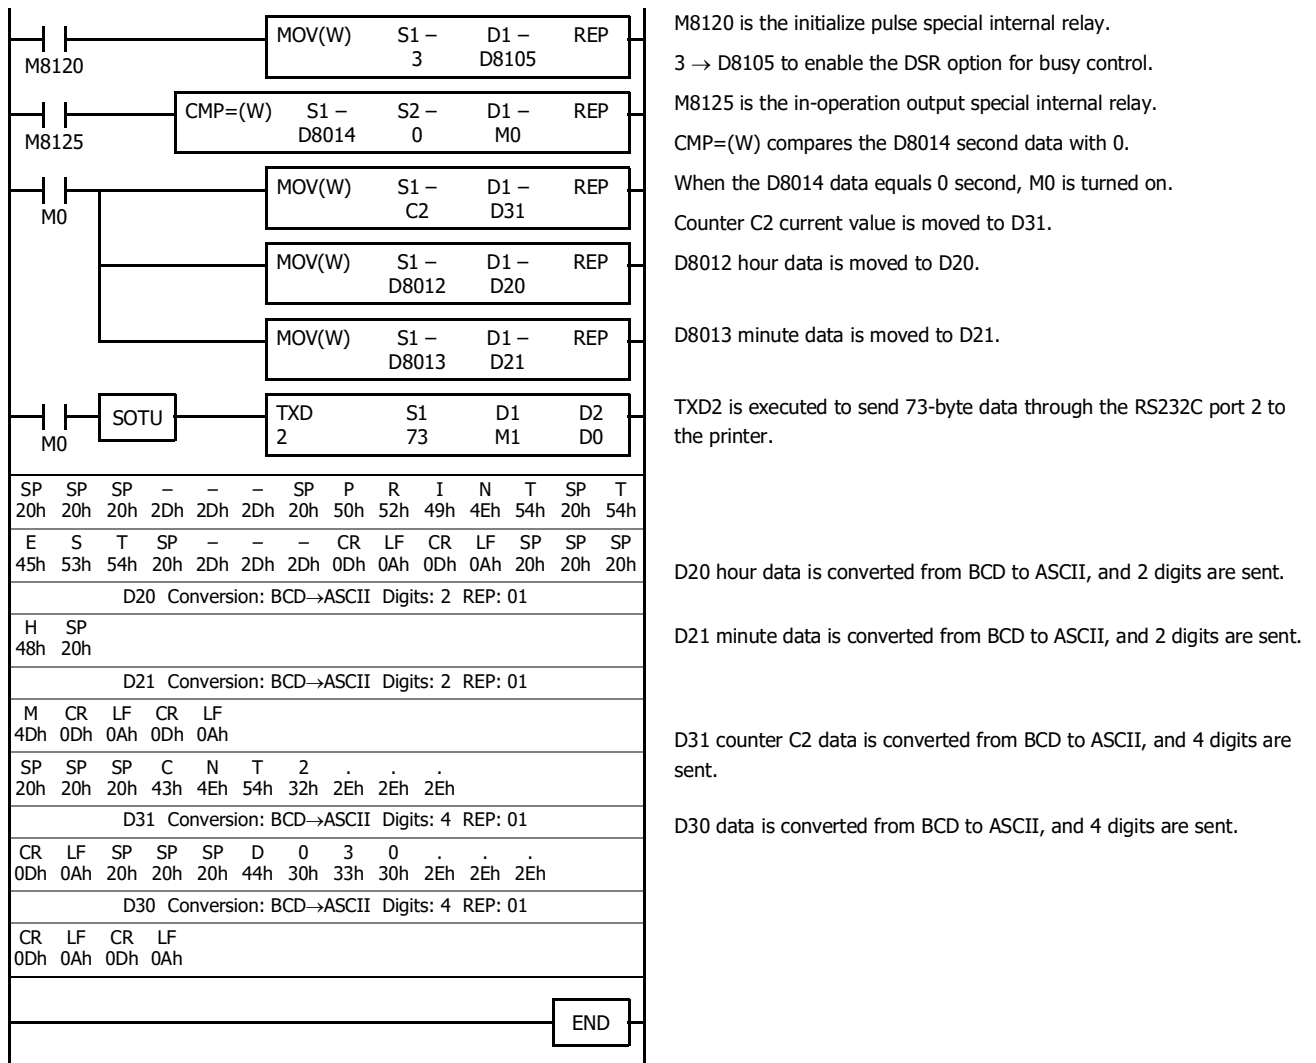 MOV(W) S1 – D1 – REP
3 D8105
M8120
CMP=(W) S1 – S2 – D1 – REP
D8014 0 M0
M8125
MOV(W) S1 – D1 – REP
C2 D31
M0
MOV(W) S1 – D1 – REP
D8012 D20
MOV(W) S1 – D1 – REP
D8013 D21
SOTU
TXD S1 D1 D2
2 73 M1 D0
M0
SP SP SP – – – SP P R I N T SP T
20h 20h 20h 2Dh 2Dh 2Dh 20h 50h 52h 49h 4Eh 54h 20h 54h
E S T SP – – – CR LF CR LF SP SP SP
45h 53h 54h 20h 2Dh 2Dh 2Dh 0Dh 0Ah 0Dh 0Ah 20h 20h 20h
D20 Conversion: BCD→ASCII Digits: 2 REP: 01
H SP
48h 20h
D21 Conversion: BCD→ASCII Digits: 2 REP: 01
M CR LF CR LF
4Dh 0Dh 0Ah 0Dh 0Ah
SP SP SP C N T 2 . . .
20h 20h 20h 43h 4Eh 54h 32h 2Eh 2Eh 2Eh
D31 Conversion: BCD→ASCII Digits: 4 REP: 01
CR LF SP SP SP D 0 3 0 . . .
0Dh 0Ah 20h 20h 20h 44h 30h 33h 30h 2Eh 2Eh 2Eh
D30 Conversion: BCD→ASCII Digits: 4 REP: 01
CR LF CR LF
0Dh 0Ah 0Dh 0Ah
END
M8120 is the initialize pulse special internal relay.
3 → D8105 to enable the DSR option for busy control.
M8125 is the in-operation output special internal relay.
CMP=(W) compares the D8014 second data with 0.
When the D8014 data equals 0 second, M0 is turned on.
Counter C2 current value is moved to D31.
D8012 hour data is moved to D20.
D8013 minute data is moved to D21.
TXD2 is executed to send 73-byte data through the RS232C port 2 to
the printer.
D20 hour data is converted from BCD to ASCII, and 2 digits are sent.
D21 minute data is converted from BCD to ASCII, and 2 digits are sent.
D31 counter C2 data is converted from BCD to ASCII, and 4 digits are
sent.
D30 data is converted from BCD to ASCII, and 4 digits are sent.